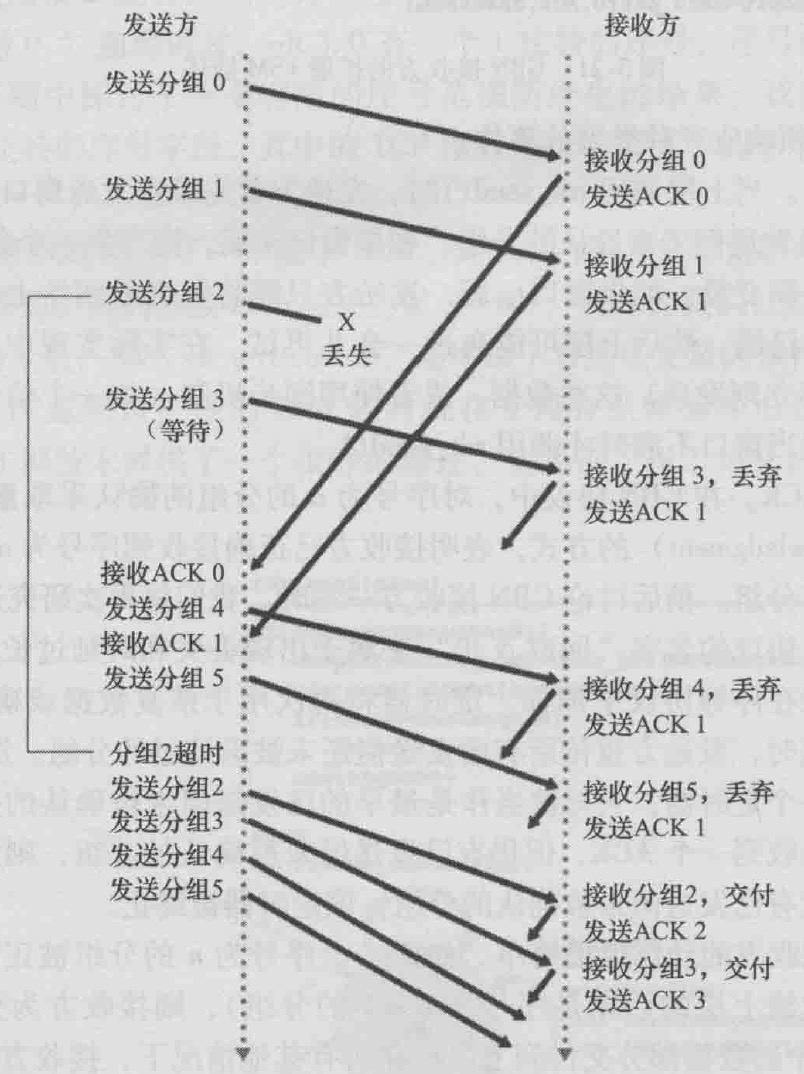 发送方
接收方
发送分组 0
接收分组 0
发送ACK 0
发送分组 1
接收分组 1
发送ACK 1
发送分组 2
X
丢失
发送分组 3
（等待）
接收分组 3，丢弃
发送ACK 1
接收ACK 0
发送分组 4
接收ACK 1
发送分组 5
接收分组 4，丢弃
发送ACK 1
分组2超时
发送分组2
发送分组3
发送分组4
发送分组5
接收分组5，丢弃
发送ACK 1
接收分组2，交付
发送ACK 2
接收分组3，交付
发送ACK 3